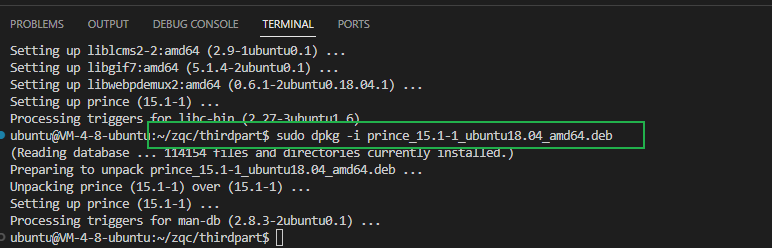 PROBLEMS OUTPUT DEBUG CONSOLE TERMINAL PORTS
Setting up liblcms2-2:amd64 (2.9-1ubuntu0.1) ...
Setting up libgif7:amd64 (5.1.4-2ubuntu0.1) ...
Setting up libwebpdemux2:amd64 (0.6.1-2ubuntu0.18.04.1) ...
Setting up prince (15.1-1) ...
Processing triggers for libc-bin (2.27-3ubuntu1.6) ...
ubuntu@VM-4-8-ubuntu:~/zqc/thirdpart$ sudo dpkg -i prince_15.1-1_ubuntu18.04_amd64.deb
(Reading database ... 114154 files and directories currently installed.)
Preparing to unpack prince_15.1-1_ubuntu18.04_amd64.deb ...
Unpacking prince (15.1-1) over (15.1-1) ...
Setting up prince (15.1-1) ...
Processing triggers for man-db (2.8.3-2ubuntu0.1) ...
ubuntu@VM-4-8-ubuntu:~/zqc/thirdpart$